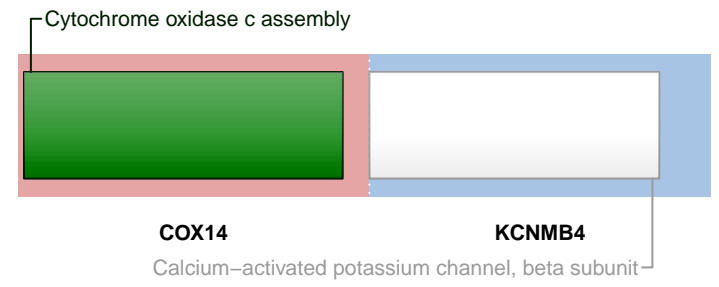 Cytochrome oxidase c assembly
COX14 KCNMB4
Calcium−activated potassium channel, beta subunit